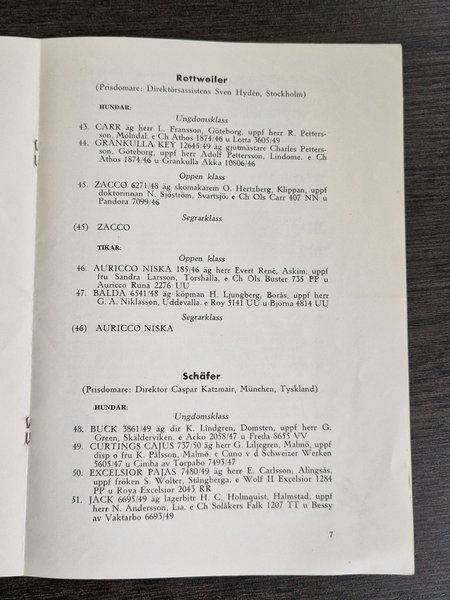 Rottweiler
(Prisdomare: Direktörsassistens Sven Hydén, Stockholm)
HUNDAR:
Ungdomsklass
43. CARR äg herr L. Fransson, Göteborg, uppf herr R. Petters-
son, Mölndal. e Ch Athos 1874/46 u Lotta 3605/49
44. GRANKULLA KEY 12645/49 äg gjutmästare Charles Petters-
son, Göteborg, uppf herr Adolf Pettersson, Lindome. e Ch
Athos 1874/46 u Grankulla Akka 10806/46
Öppen klass
45. ZACCO 6271/48 äg skomakarem O. Hertzberg, Klippan, uppf
doktorinnan N. Sjöström, Svartsjö. e Ch Ols Carr 407 NN u
Pandora 7099/46
Segrarklass
(45) ZACCO
TIKAR:
Öppen klass
46. AURICCO NISKA 185/46 äg herr Evert Renè, Askim, uppf
fru Sandra Larsson, Torshälla. e Ch Ols Buster 735 PP u
Auricco Runa 2276 UU
47. BALDA 6541/48 äg köpman H. Ljungberg, Borås, uppf herr
G. A. Niklasson, Uddevalla. e Roy 5141 UU u Björna 4814 UU
Segrarklass
(46) AURICCO NISKA
Schäfer
(Prisdomare: Direktor Caspar Katzmair, München, Tyskland)
HUNDAR:
Ungdomsklass
48. BUCK 3861/49 äg dir K. Lindgren, Domsten, uppf herr G.
Green, Skälderviken. e Acko 2058/47 u Freda 8655 VV
49. CURTINGS CAJUS 737/50 äg herr G. Liljegren, Malmö, uppf
disp o fru K. Pålsson, Malmö. e Cuno v d Schweizer Werken
5605/47 u Cimba av Torpabo 7493/47
50. EXCELSIOR PAJAS 7480/49 äg herr E. Carlsson, Alingsås,
uppf fröken S. Wolter, Stångberga. e Wolf II Excelsior 1284
PP u Roya Excelsior 2043 RR
51. JACK 6695/49 äg lagerbitr H. C. Holmquist, Halmstad, uppf
herr N. Andersson, Lia. e Ch Solåkers Falk 1207 TT u Bessy
av Vaktarbo 6693/49
7